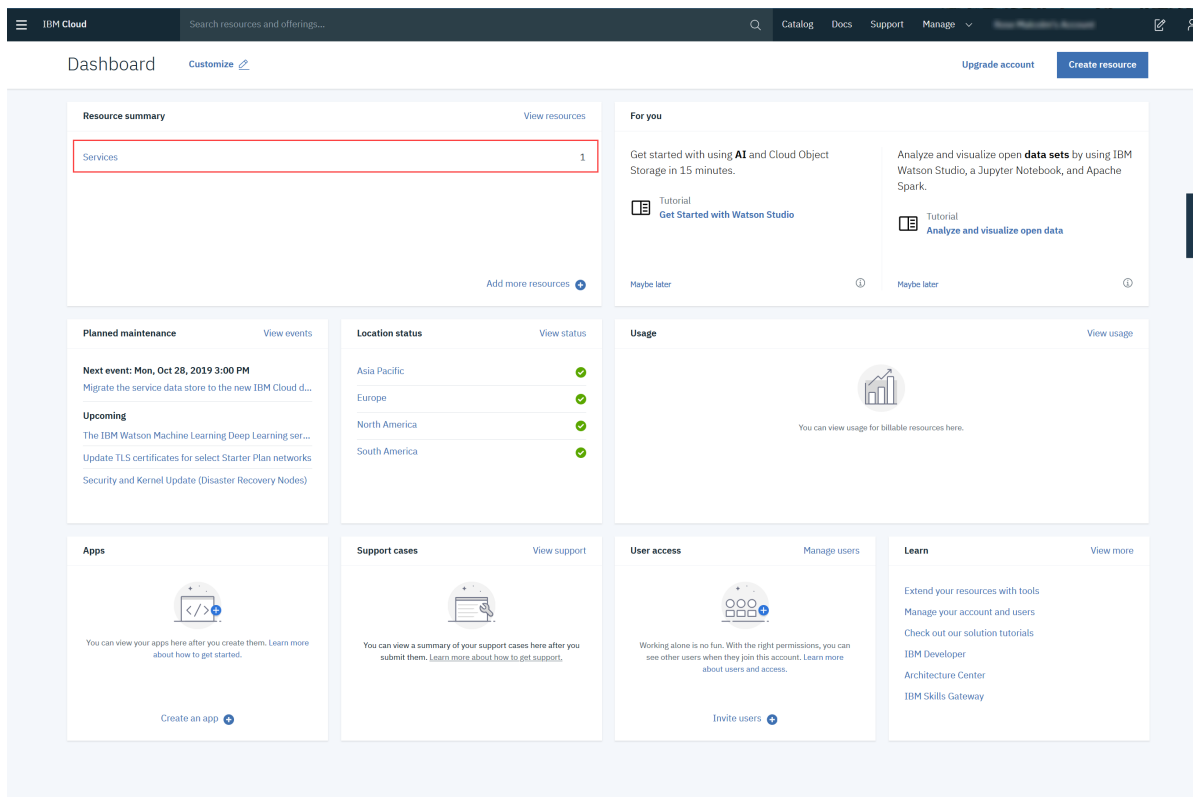 IBM Cloud
Search resources and offerings...
Catalog
Docs
Support
Manage
Dashboard
Customize
Upgrade account
Create resource
Resource summary
View resources
Services
1
Add more resources
For you
Get started with using AI and Cloud Object
Storage in 15 minutes.
Tutorial
Get Started with Watson Studio
Maybe later
Analyze and visualize open data sets by using IBM
Watson Studio, a Jupyter Notebook, and Apache
Spark.
Tutorial
Analyze and visualize open data
Maybe later
Planned maintenance
View events
Next event: Mon, Oct 28, 2019 3:00 PM
Migrate the service data store to the new IBM Cloud d...
Upcoming
The IBM Watson Machine Learning Deep Learning ser...
Update TLS certificates for select Starter Plan networks
Security and Kernel Update (Disaster Recovery Nodes)
Location status
View status
Asia Pacific
Europe
North America
South America
Usage
View usage
You can view usage for billable resources here.
Apps
You can view your apps here after you create them. Learn more
about how to get started.
Create an app
Support cases
View support
You can view a summary of your support cases here after you
submit them. Learn more about how to get support.
User access
Manage users
Working alone is no fun. With the right permissions, you can
see other users when they join this account. Learn more
about users and access.
Invite users
Learn
View more
Extend your resources with tools
Manage your account and users
Check out our solution tutorials
IBM Developer
Architecture Center
IBM Skills Gateway